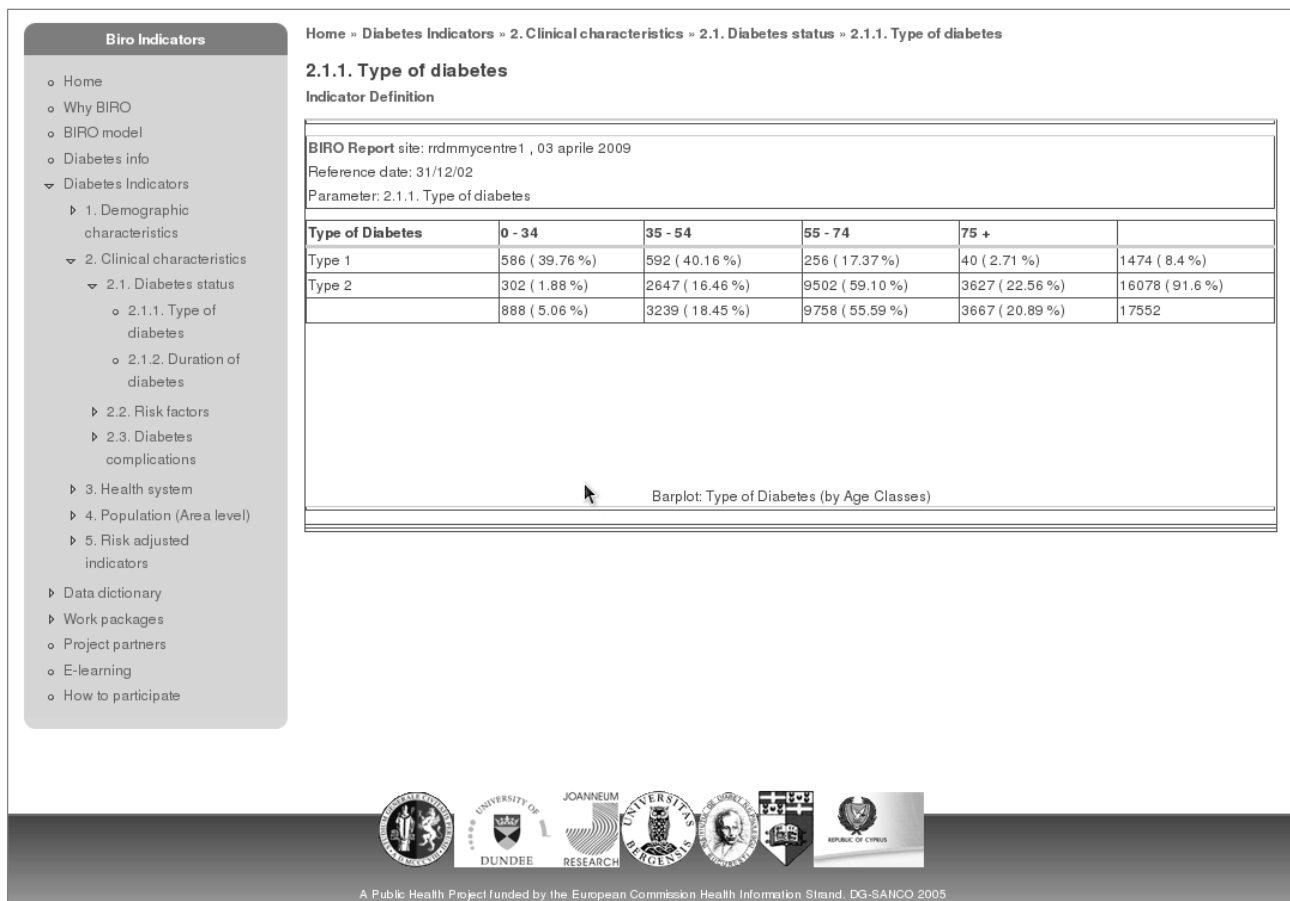 Biro Indicators
Home
Why BIRO
BIRO model
Diabetes info
Diabetes Indicators
1. Demographic
characteristics
2. Clinical characteristics
2.1. Diabetes status
2.1.1. Type of
diabetes
2.1.2. Duration of
diabetes
2.2. Risk factors
2.3. Diabetes
complications
3. Health system
4. Population (Area level)
5. Risk adjusted
indicators
Data dictionary
Work packages
Project partners
E-learning
How to participate
Home » Diabetes Indicators » 2. Clinical characteristics » 2.1. Diabetes status » 2.1.1. Type of diabetes
2.1.1. Type of diabetes
Indicator Definition
BIRO Report site: rrdmmycentre1 , 03 aprile 2009
Reference date: 31/12/02
Parameter: 2.1.1. Type of diabetes
Type of Diabetes 0 - 34 35 - 54 55 - 74 75 +
Type 1 586 ( 39.76 %) 592 ( 40.16 %) 256 ( 17.37 %) 40 ( 2.71 %) 1474 ( 8.4 %)
Type 2 302 ( 1.88 %) 2647 ( 16.46 %) 9502 ( 59.10 %) 3627 ( 22.56 %) 16078 ( 91.6 %)
888 ( 5.06 %) 3239 ( 18.45 %) 9758 ( 55.59 %) 3667 ( 20.89 %) 17552
Barplot: Type of Diabetes (by Age Classes)
UNIVERSITY OF
DUNDEE
JOANNEUM
RESEARCH
UNIVERSITAS
BERGENSIS
REPUBLIC OF CYPRUS
A Public Health Project funded by the European Commission Health Information Strand. DG-SANCO 2005